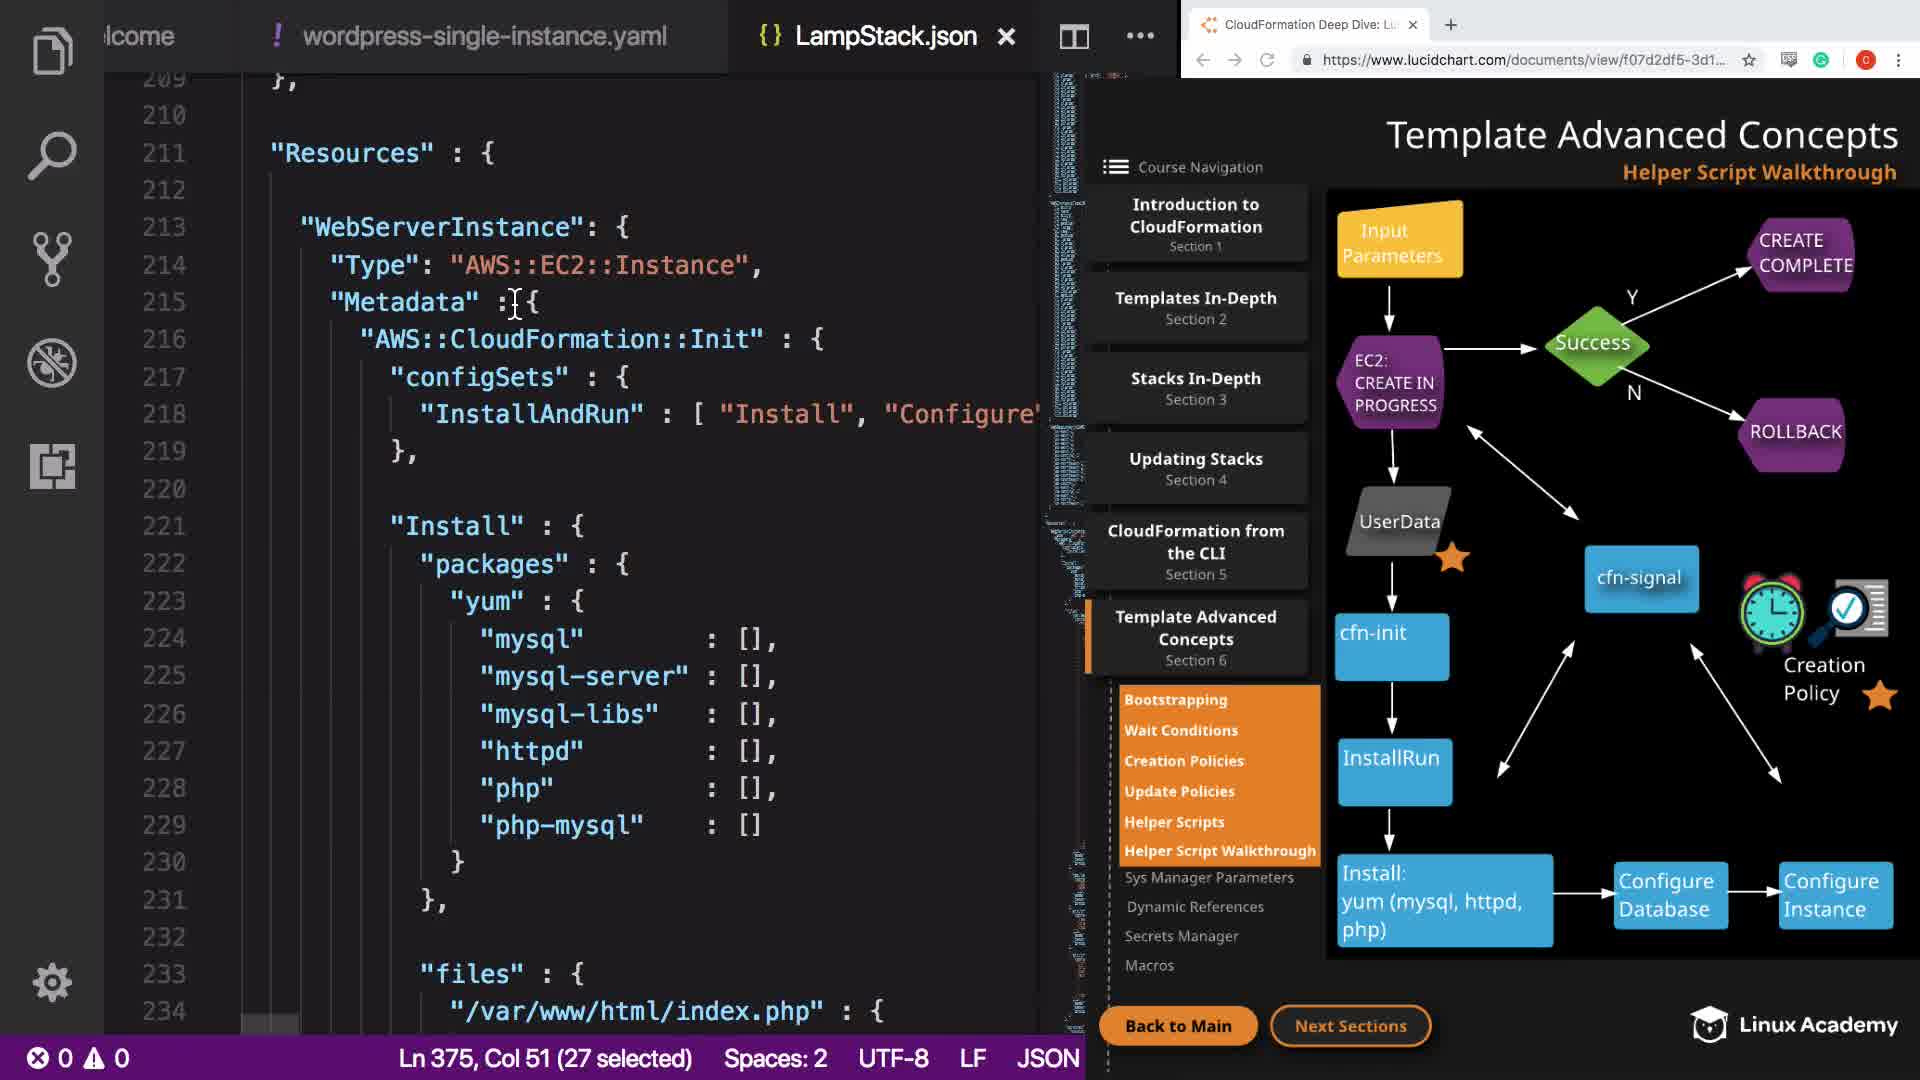 lcome
! wordpress-single-instance.yaml
{} LampStack.json
CloudFormation Deep Dive: Lu
https://www.lucidchart.com/documents/view/f07d2df5-3d1...
209 },
210
211 "Resources" : {
212
213 "WebServerInstance": {
214 "Type": "AWS::EC2::Instance",
215 "Metadata" : {
216 "AWS::CloudFormation::Init" : {
217 "configSets" : {
218 "InstallAndRun" : [ "Install", "Configure"
219 },
220
221 "Install" : {
222 "packages" : {
223 "yum" : {
224 "mysql" : [],
225 "mysql-server" : [],
226 "mysql-libs" : [],
227 "httpd" : [],
228 "php" : [],
229 "php-mysql" : []
230 }
231 },
232
233 "files" : {
234 "/var/www/html/index.php" : {
0 0
Ln 375, Col 51 (27 selected)
Spaces: 2
UTF-8
LF
JSON
Template Advanced Concepts
Helper Script Walkthrough
Course Navigation
Introduction to
CloudFormation
Section 1
Templates In-Depth
Section 2
Stacks In-Depth
Section 3
Updating Stacks
Section 4
CloudFormation from
the CLI
Section 5
Template Advanced
Concepts
Section 6
Bootstrapping
Wait Conditions
Creation Policies
Update Policies
Helper Scripts
Helper Script Walkthrough
Sys Manager Parameters
Dynamic References
Secrets Manager
Macros
Back to Main
Next Sections
Input
Parameters
EC2:
CREATE IN
PROGRESS
Success
Y
N
CREATE
COMPLETE
ROLLBACK
UserData
cfn-signal
cfn-init
Creation
Policy
InstallRun
Install:
yum (mysql, httpd,
php)
Configure
Database
Configure
Instance
Linux Academy